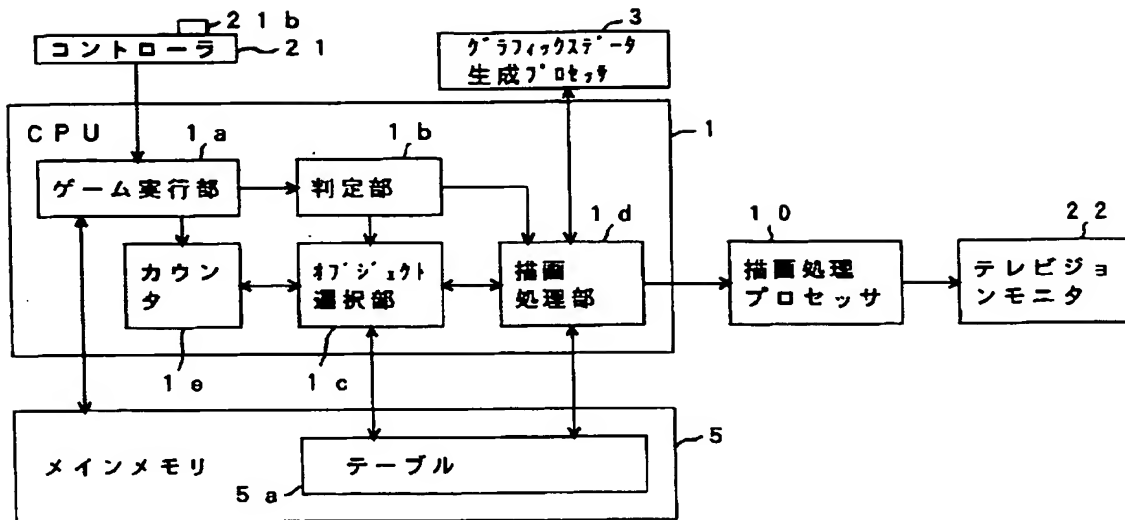 ２１ｂ
コントローラ
２１
３
グラフィックスデータ
生成プロセッサ
ＣＰＵ
１
１ａ
ゲーム実行部
１ｂ
判定部
１ｄ
描画
処理部
カウン
タ
オブジェクト
選択部
１ｅ
１ｃ
１０
描画処理
プロセッサ
２２
テレビジョ
ンモニタ
メインメモリ
５
テーブル
５ａ